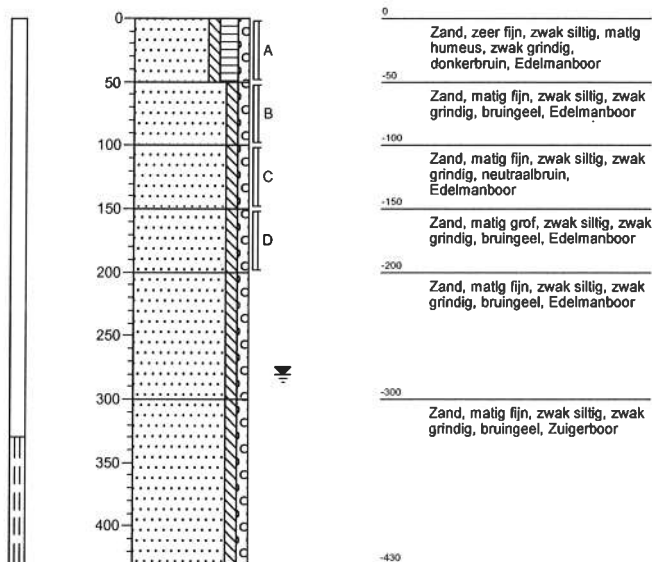 0
50
100
150
200
250
300
350
400
A
B
C
D
0
Zand, zeer fijn, zwak siltig, matig
humeus, zwak grindig,
donkerbruin, Edelmanboor
-50
Zand, matig fijn, zwak siltig, zwak
grindig, bruingeel, Edelmanboor
-100
Zand, matig fijn, zwak siltig, zwak
grindig, neutraalbruin,
Edelmanboor
-150
Zand, matig grof, zwak siltig, zwak
grindig, bruingeel, Edelmanboor
-200
Zand, matig fijn, zwak siltig, zwak
grindig, bruingeel, Edelmanboor
-300
Zand, matig fijn, zwak siltig, zwak
grindig, bruingeel, Zuigerboor
-430